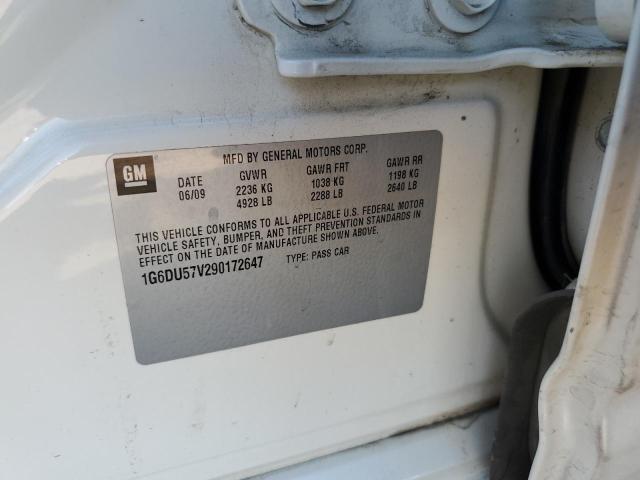 MFD BY GENERAL MOTORS CORP.
GM
DATE GVWR GAWR FRT GAWR RR
06/09 2236 KG 1038 KG 1198 KG
4928 LB 2288 LB 2640 LB
THIS VEHICLE CONFORMS TO ALL APPLICABLE U.S. FEDERAL MOTOR
VEHICLE SAFETY, BUMPER, AND THEFT PREVENTION STANDARDS IN
EFFECT ON THE DATE OF MANUFACTURE SHOWN ABOVE.
1G6DU57V290172647 TYPE: PASS CAR